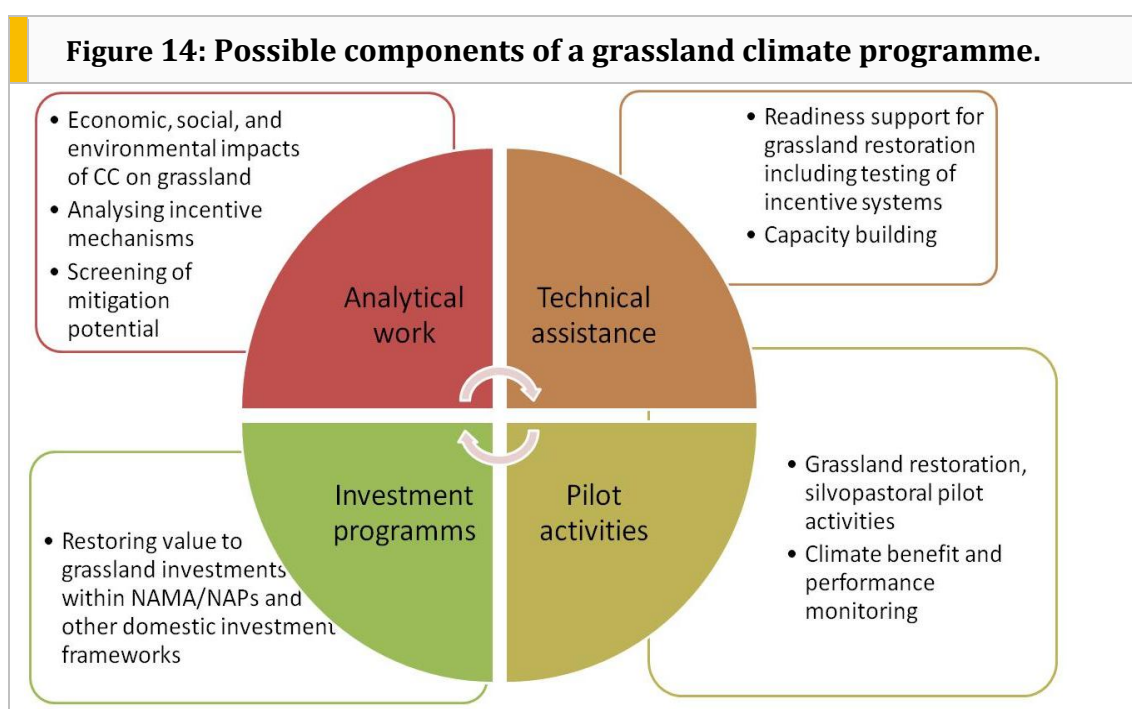 Figure 14: Possible components of a grassland climate programme.
• Economic, social, and
environmental impacts
of CC on grassland
• Analysing incentive
mechanisms
• Screening of
mitigation
potential
• Readiness support for
grassland restoration
including testing of
incentive systems
• Capacity building
Analytical
work
Technical
assistance
Investment
programms
Pilot
activities
• Restoring value to
grassland investments
within NAMA/NAPs and
other domestic investment
frameworks
• Grassland restoration,
silvopastoral pilot
activities
• Climate benefit and
performance
monitoring